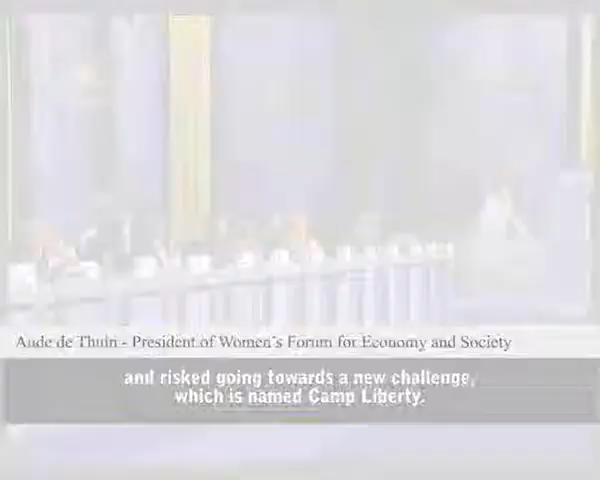 Aude de Thuin - President of Women's Forum for Economy and Society
and risked going towards a new challenge,
which is named Camp Liberty.